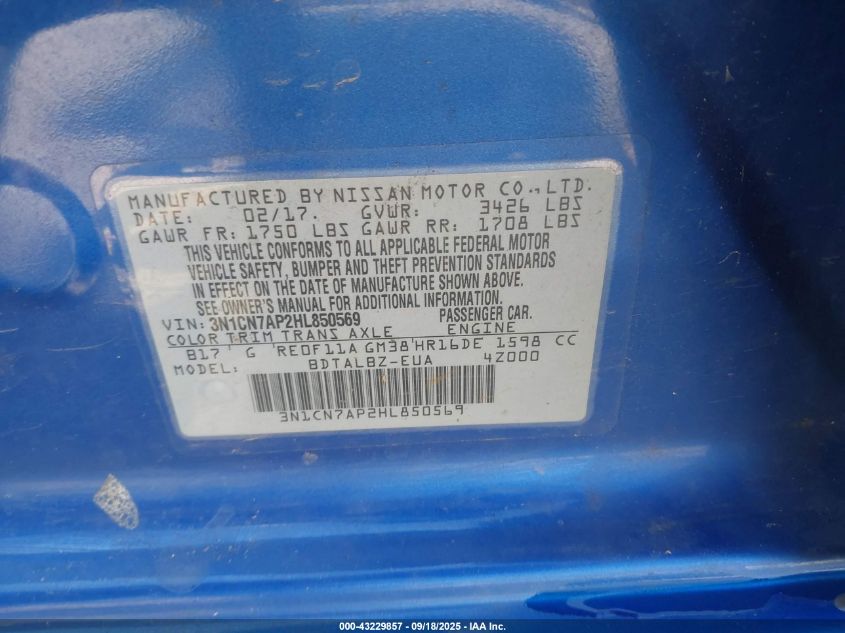 MANUFACTURED BY NISSAN MOTOR CO., LTD.
DATE: 02/17. GVWR: 3426 LBS
GAWR FR: 1750 LBS GAWR RR: 1708 LBS
THIS VEHICLE CONFORMS TO ALL APPLICABLE FEDERAL MOTOR
VEHICLE SAFETY, BUMPER AND THEFT PREVENTION STANDARDS
IN EFFECT ON THE DATE OF MANUFACTURE SHOWN ABOVE.
SEE OWNER'S MANUAL FOR ADDITIONAL INFORMATION.
VIN: 3N1CN7AP2HL850569 PASSENGER CAR.
COLOR TRIM TRANS AXLE ENGINE
B17 G RE0F11A GM38 HR16DE 1598 CC
MODEL: BDTALBZ-EUA 4Z000
3N1CN7AP2HL850569
000-43229857 - 09/18/2025 - IAA Inc.